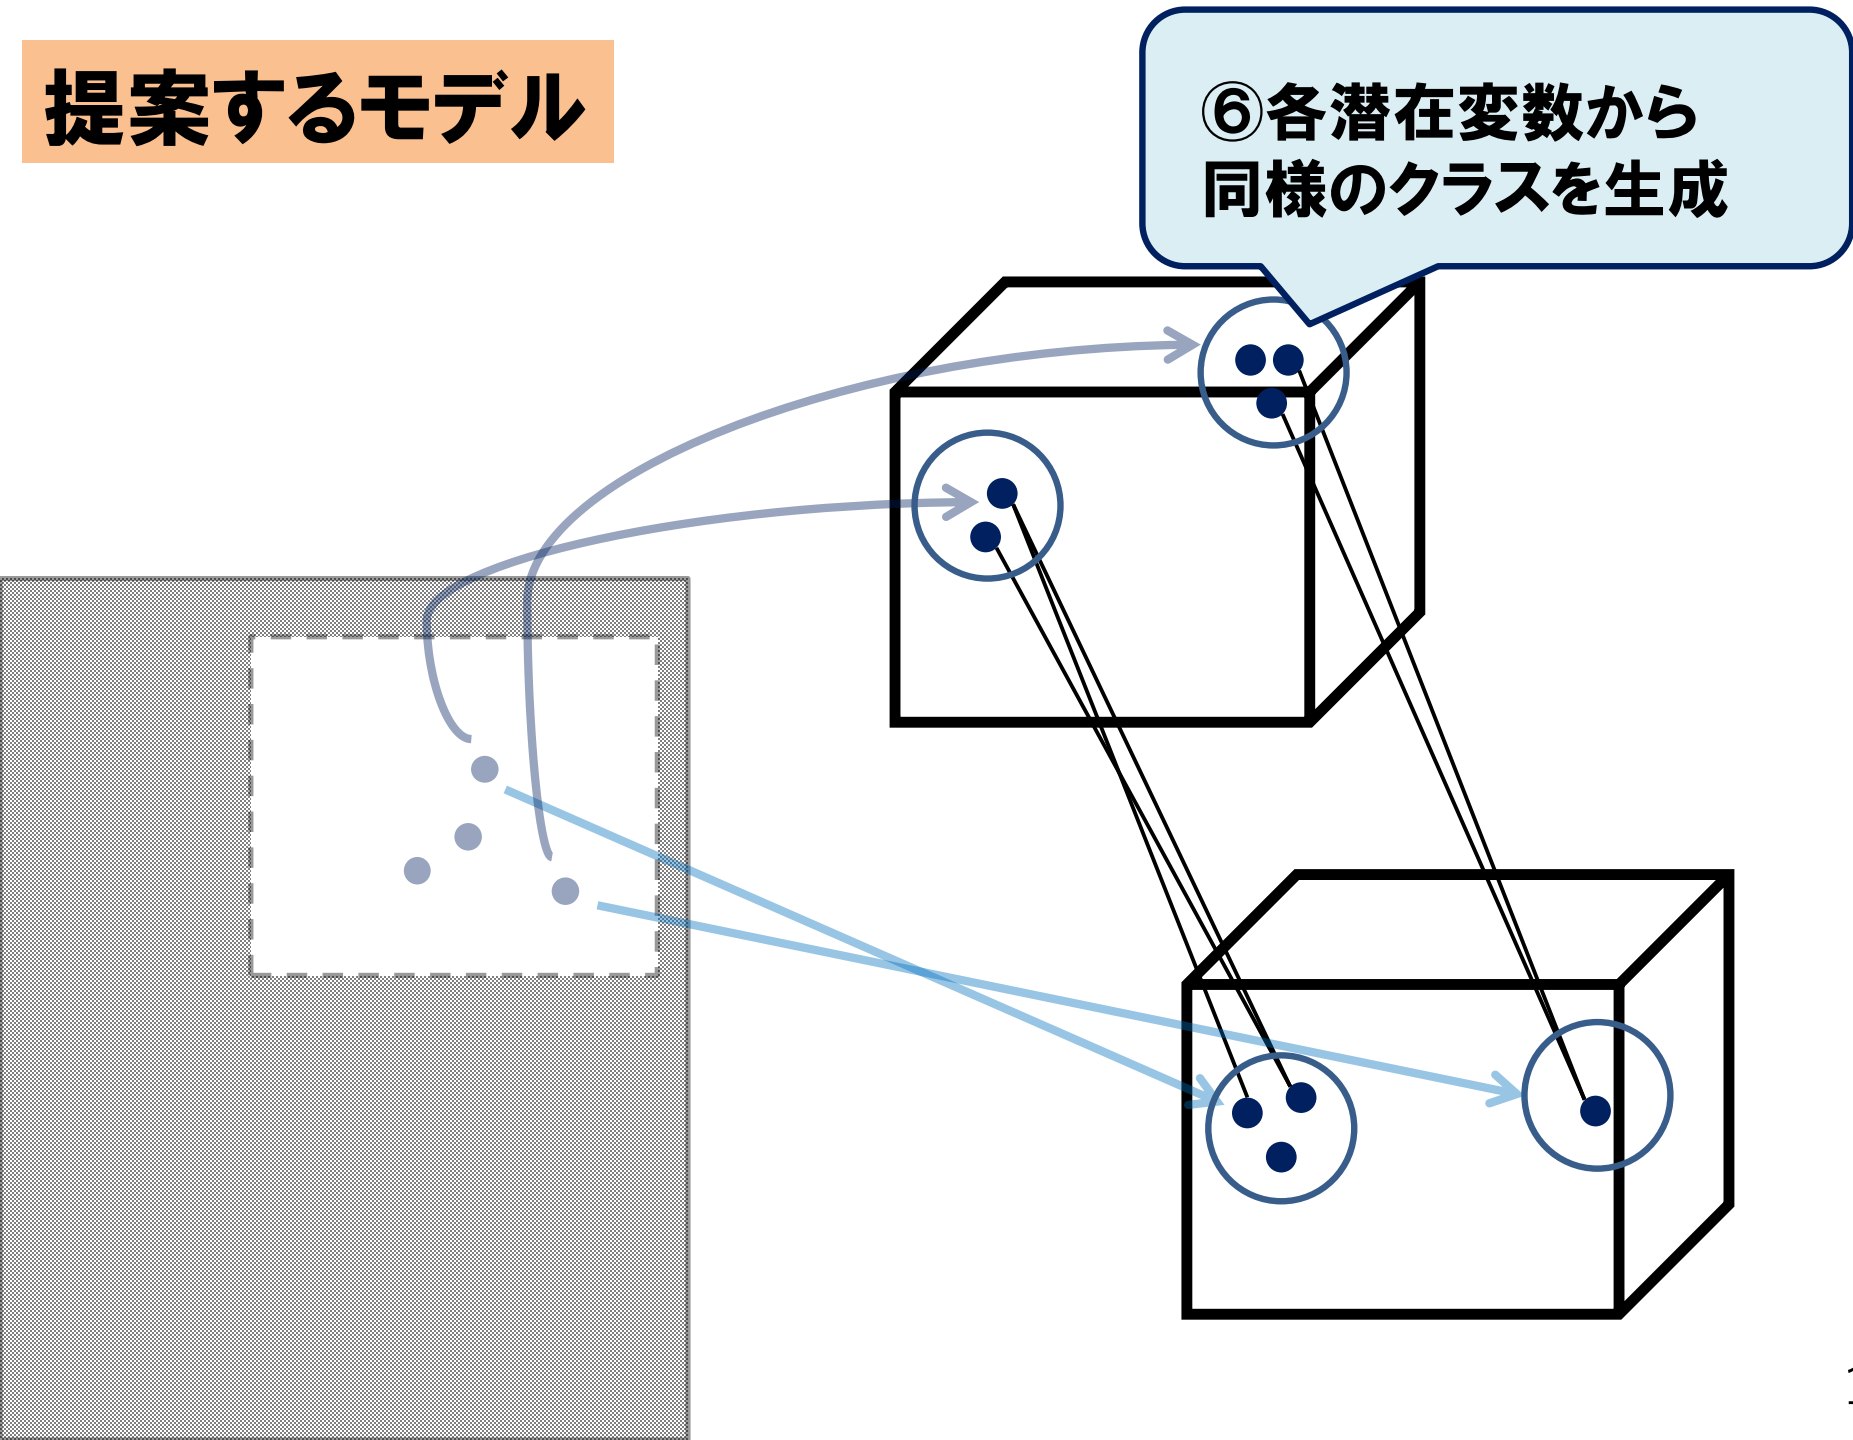 提案するモデル
⑥各潜在変数から
同様のクラスを生成